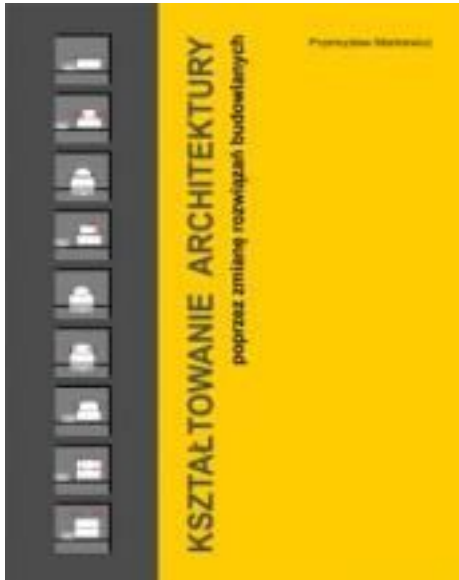 Przemysław Markiewicz
KSZTAŁTOWANIE ARCHITEKTURY
poprzez zmianę rozwiązań budowlanych